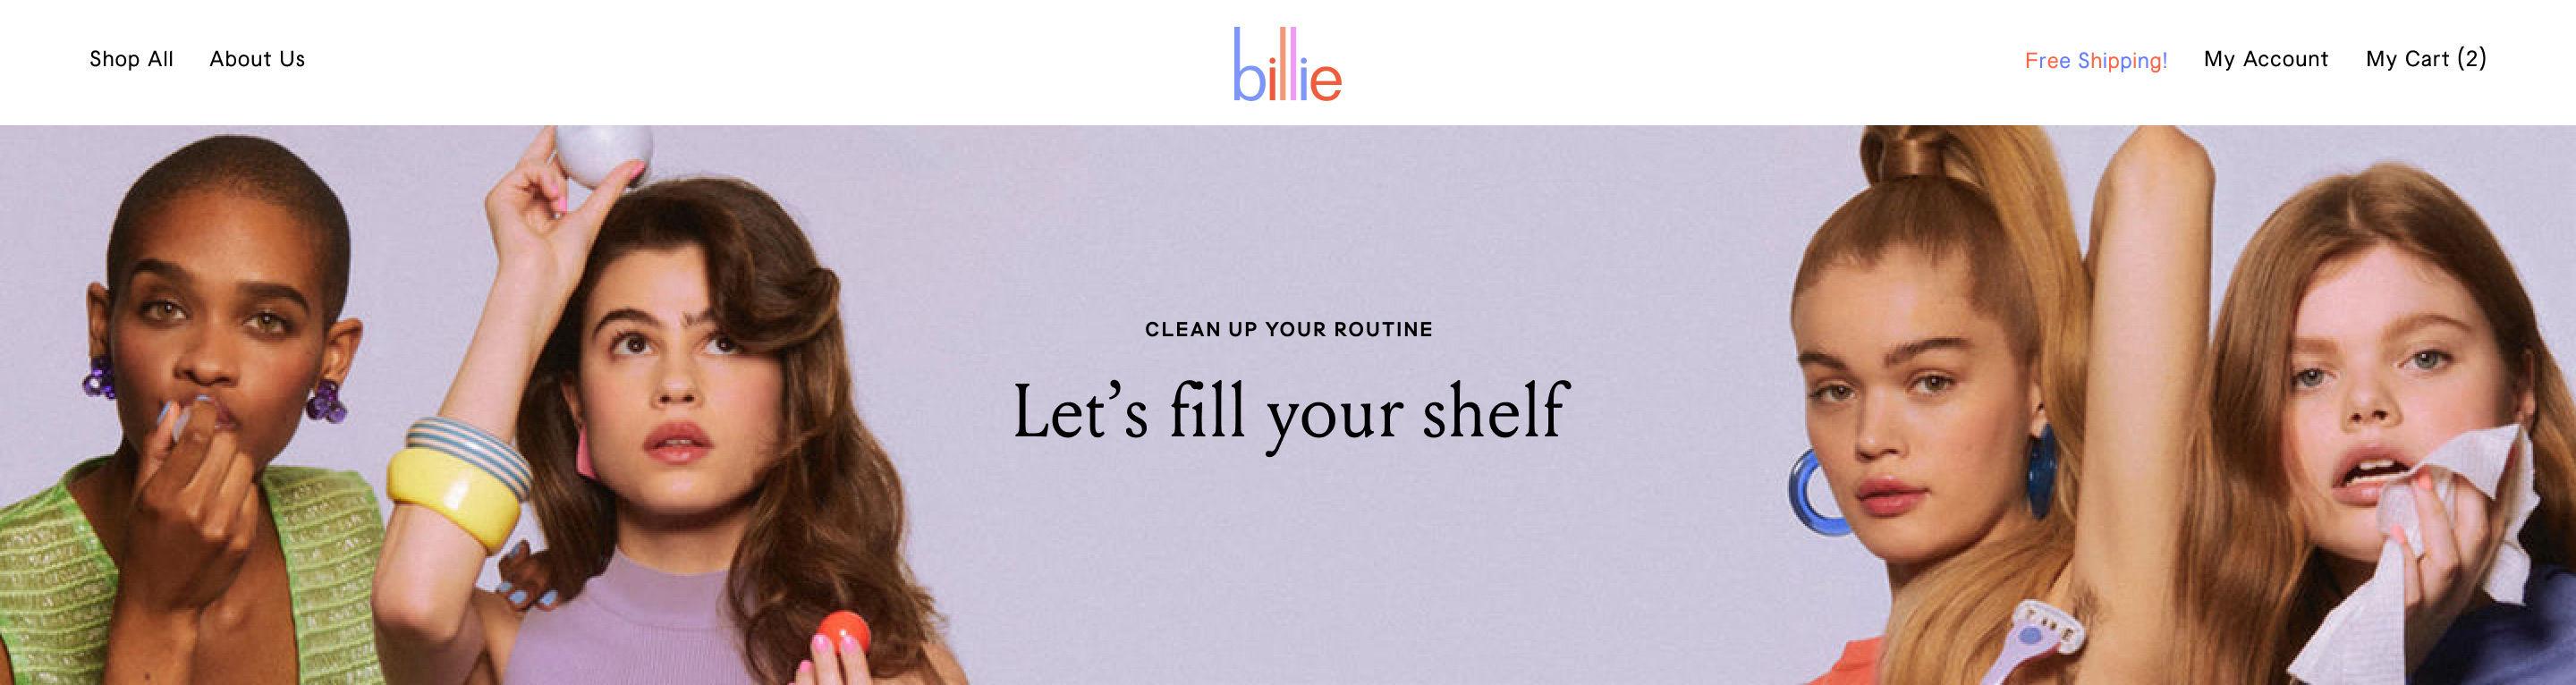 Shop All
About Us
billie
Free Shipping!
My Account
My Cart (2)
CLEAN UP YOUR ROUTINE
Let’s fill your shelf